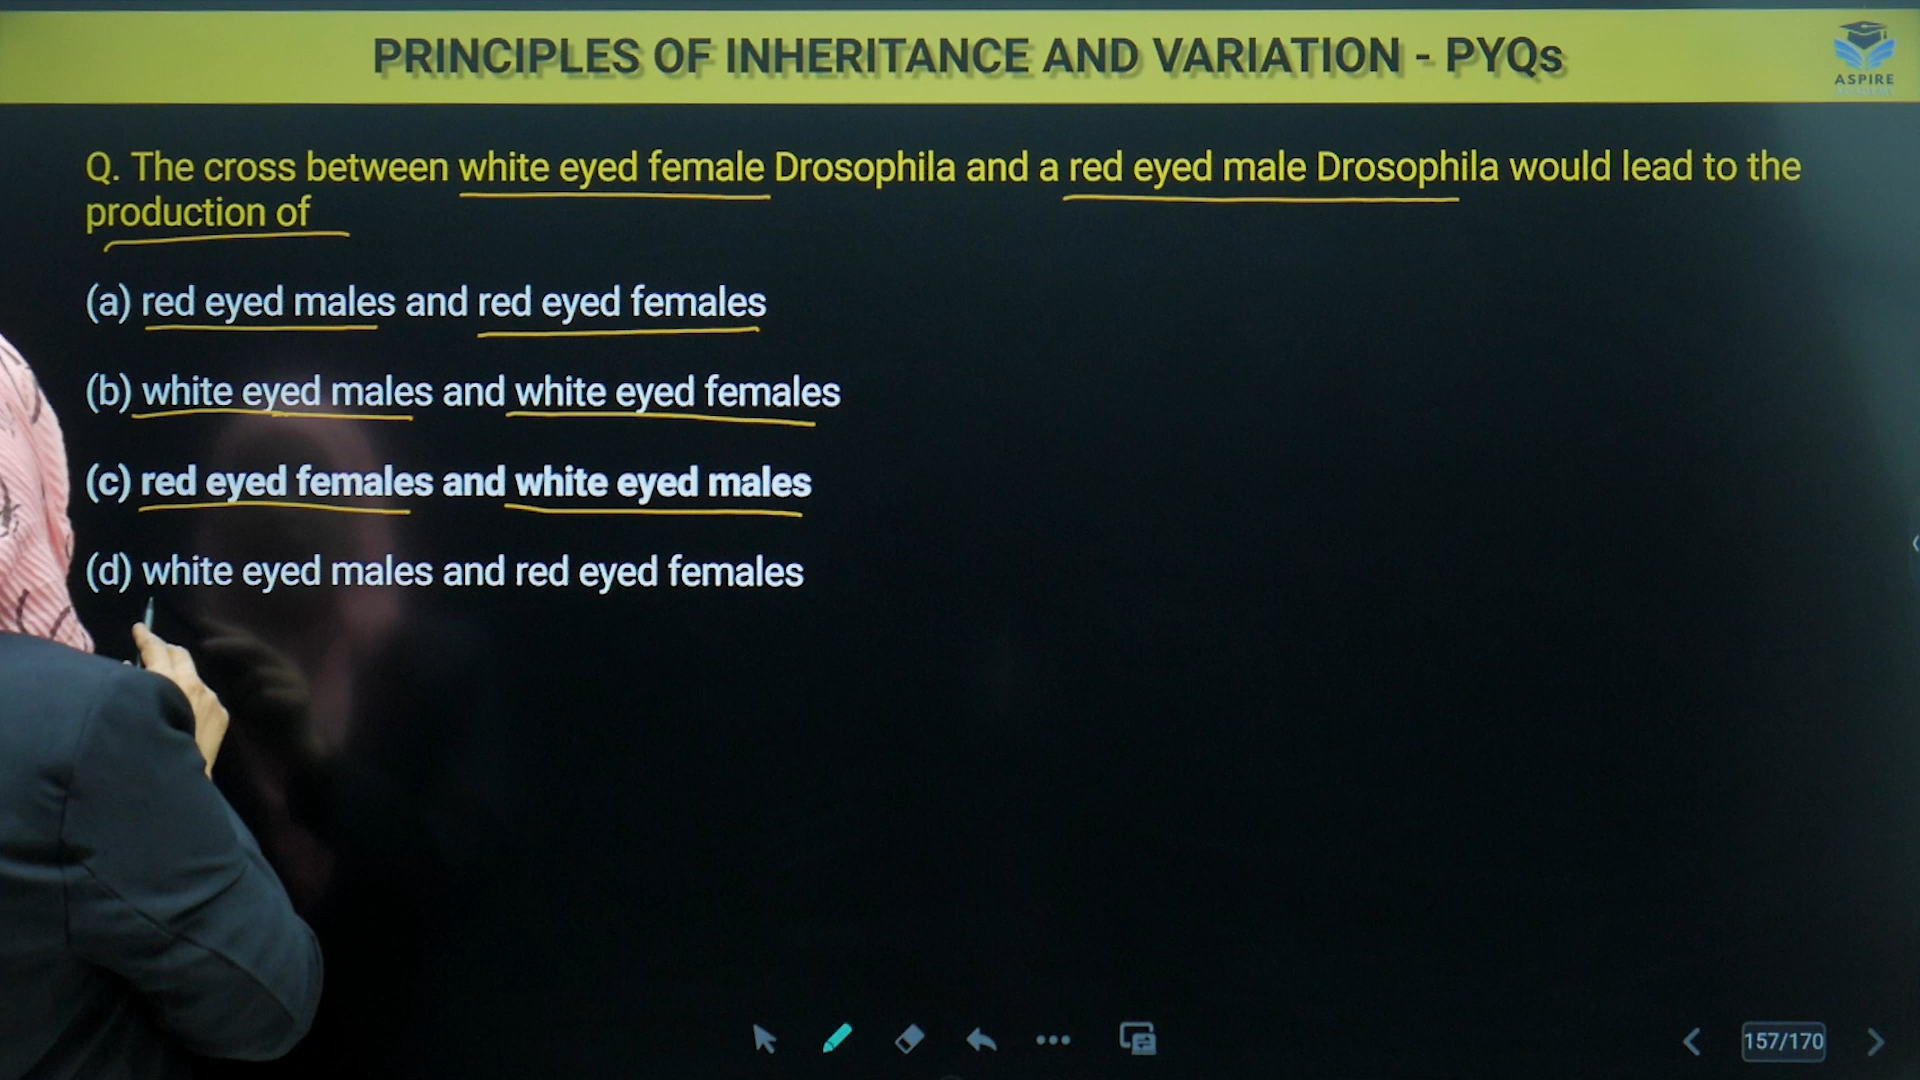 PRINCIPLES OF INHERITANCE AND VARIATION - PYQs
ASPIRE
Q. The cross between white eyed female Drosophila and a red eyed male Drosophila would lead to the
production of
(a) red eyed males and red eyed females
(b) white eyed males and white eyed females
(c) red eyed females and white eyed males
(d) white eyed males and red eyed females
157/170